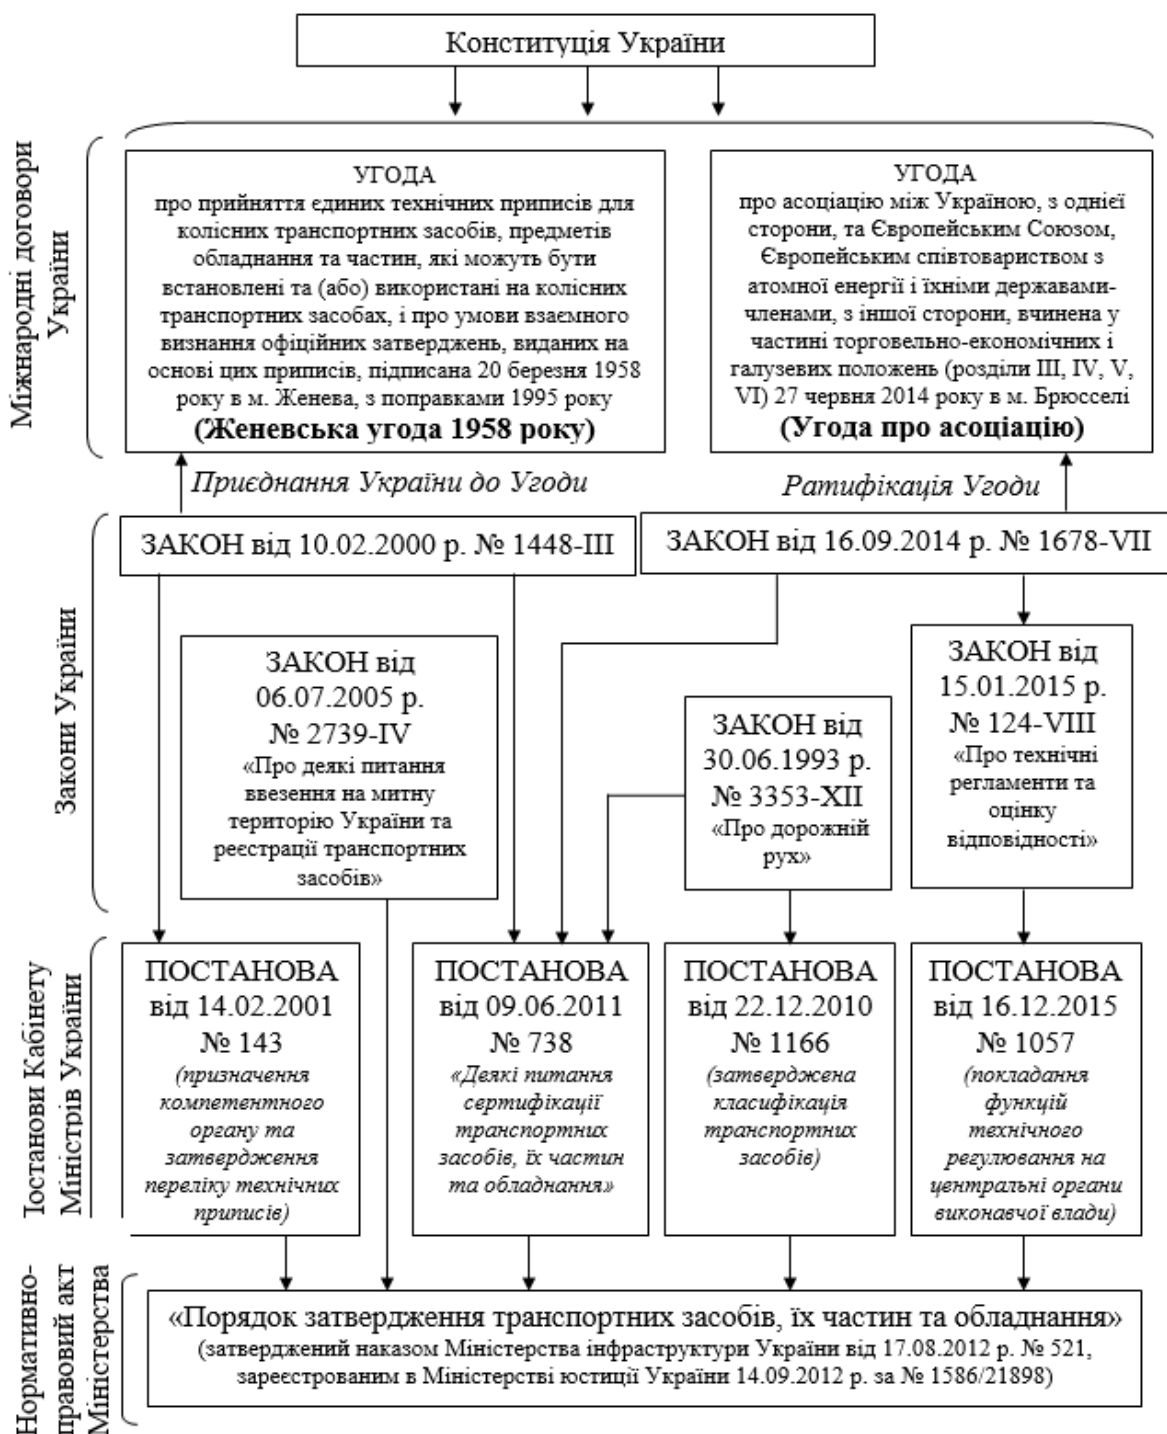 Конституція України
Міжнародні договори
України
УГОДА
про прийняття єдиних технічних приписів для
колісних транспортних засобів, предметів
обладнання та частин, які можуть бути
встановлені та (або) використані на колісних
транспортних засобах, і про умови взаємного
визнання офіційних затверджень, виданих на
основі цих приписів, підписана 20 березня 1958
року в м. Женева, з поправками 1995 року
(Женевська угода 1958 року)
УГОДА
про асоціацію між Україною, з однієї
сторони, та Європейським Союзом,
Європейським співтовариством з
атомної енергії і їхніми державами-
членами, з іншої сторони, вчинена у
частині торговельно-економічних і
галузевих положень (розділи III, IV, V,
VI) 27 червня 2014 року в м. Брюсселі
(Угода про асоціацію)
Приєднання України до Угоди
Ратифікація Угоди
Закони України
ЗАКОН від 10.02.2000 р. № 1448-III
ЗАКОН від 16.09.2014 р. № 1678-VII
ЗАКОН від
06.07.2005 р.
№ 2739-IV
«Про деякі питання
ввезення на митну
територію України та
реєстрації транспортних
засобів»
ЗАКОН від
30.06.1993 р.
№ 3353-XII
«Про дорожній
рух»
ЗАКОН від
15.01.2015 р.
№ 124-VIII
«Про технічні
регламенти та
оцінку
відповідності»
Постанови Кабінету
Міністрів України
ПОСТАНОВА
від 14.02.2001
№ 143
(призначення
компетентного
органу та
затвердження
переліку технічних
приписів)
ПОСТАНОВА
від 09.06.2011
№ 738
«Деякі питання
сертифікації
транспортних
засобів, їх частин
та обладнання»
ПОСТАНОВА
від 22.12.2010
№ 1166
(затверджена
класифікація
транспортних
засобів)
ПОСТАНОВА
від 16.12.2015
№ 1057
(покладання
функцій
технічного
регулювання на
центральні органи
виконавчої влади)
Нормативно-
правовий акт
Міністерства
«Порядок затвердження транспортних засобів, їх частин та обладнання»
(затверджений наказом Міністерства інфраструктури України від 17.08.2012 р. № 521,
зареєстрованим в Міністерстві юстиції України 14.09.2012 р. за № 1586/21898)